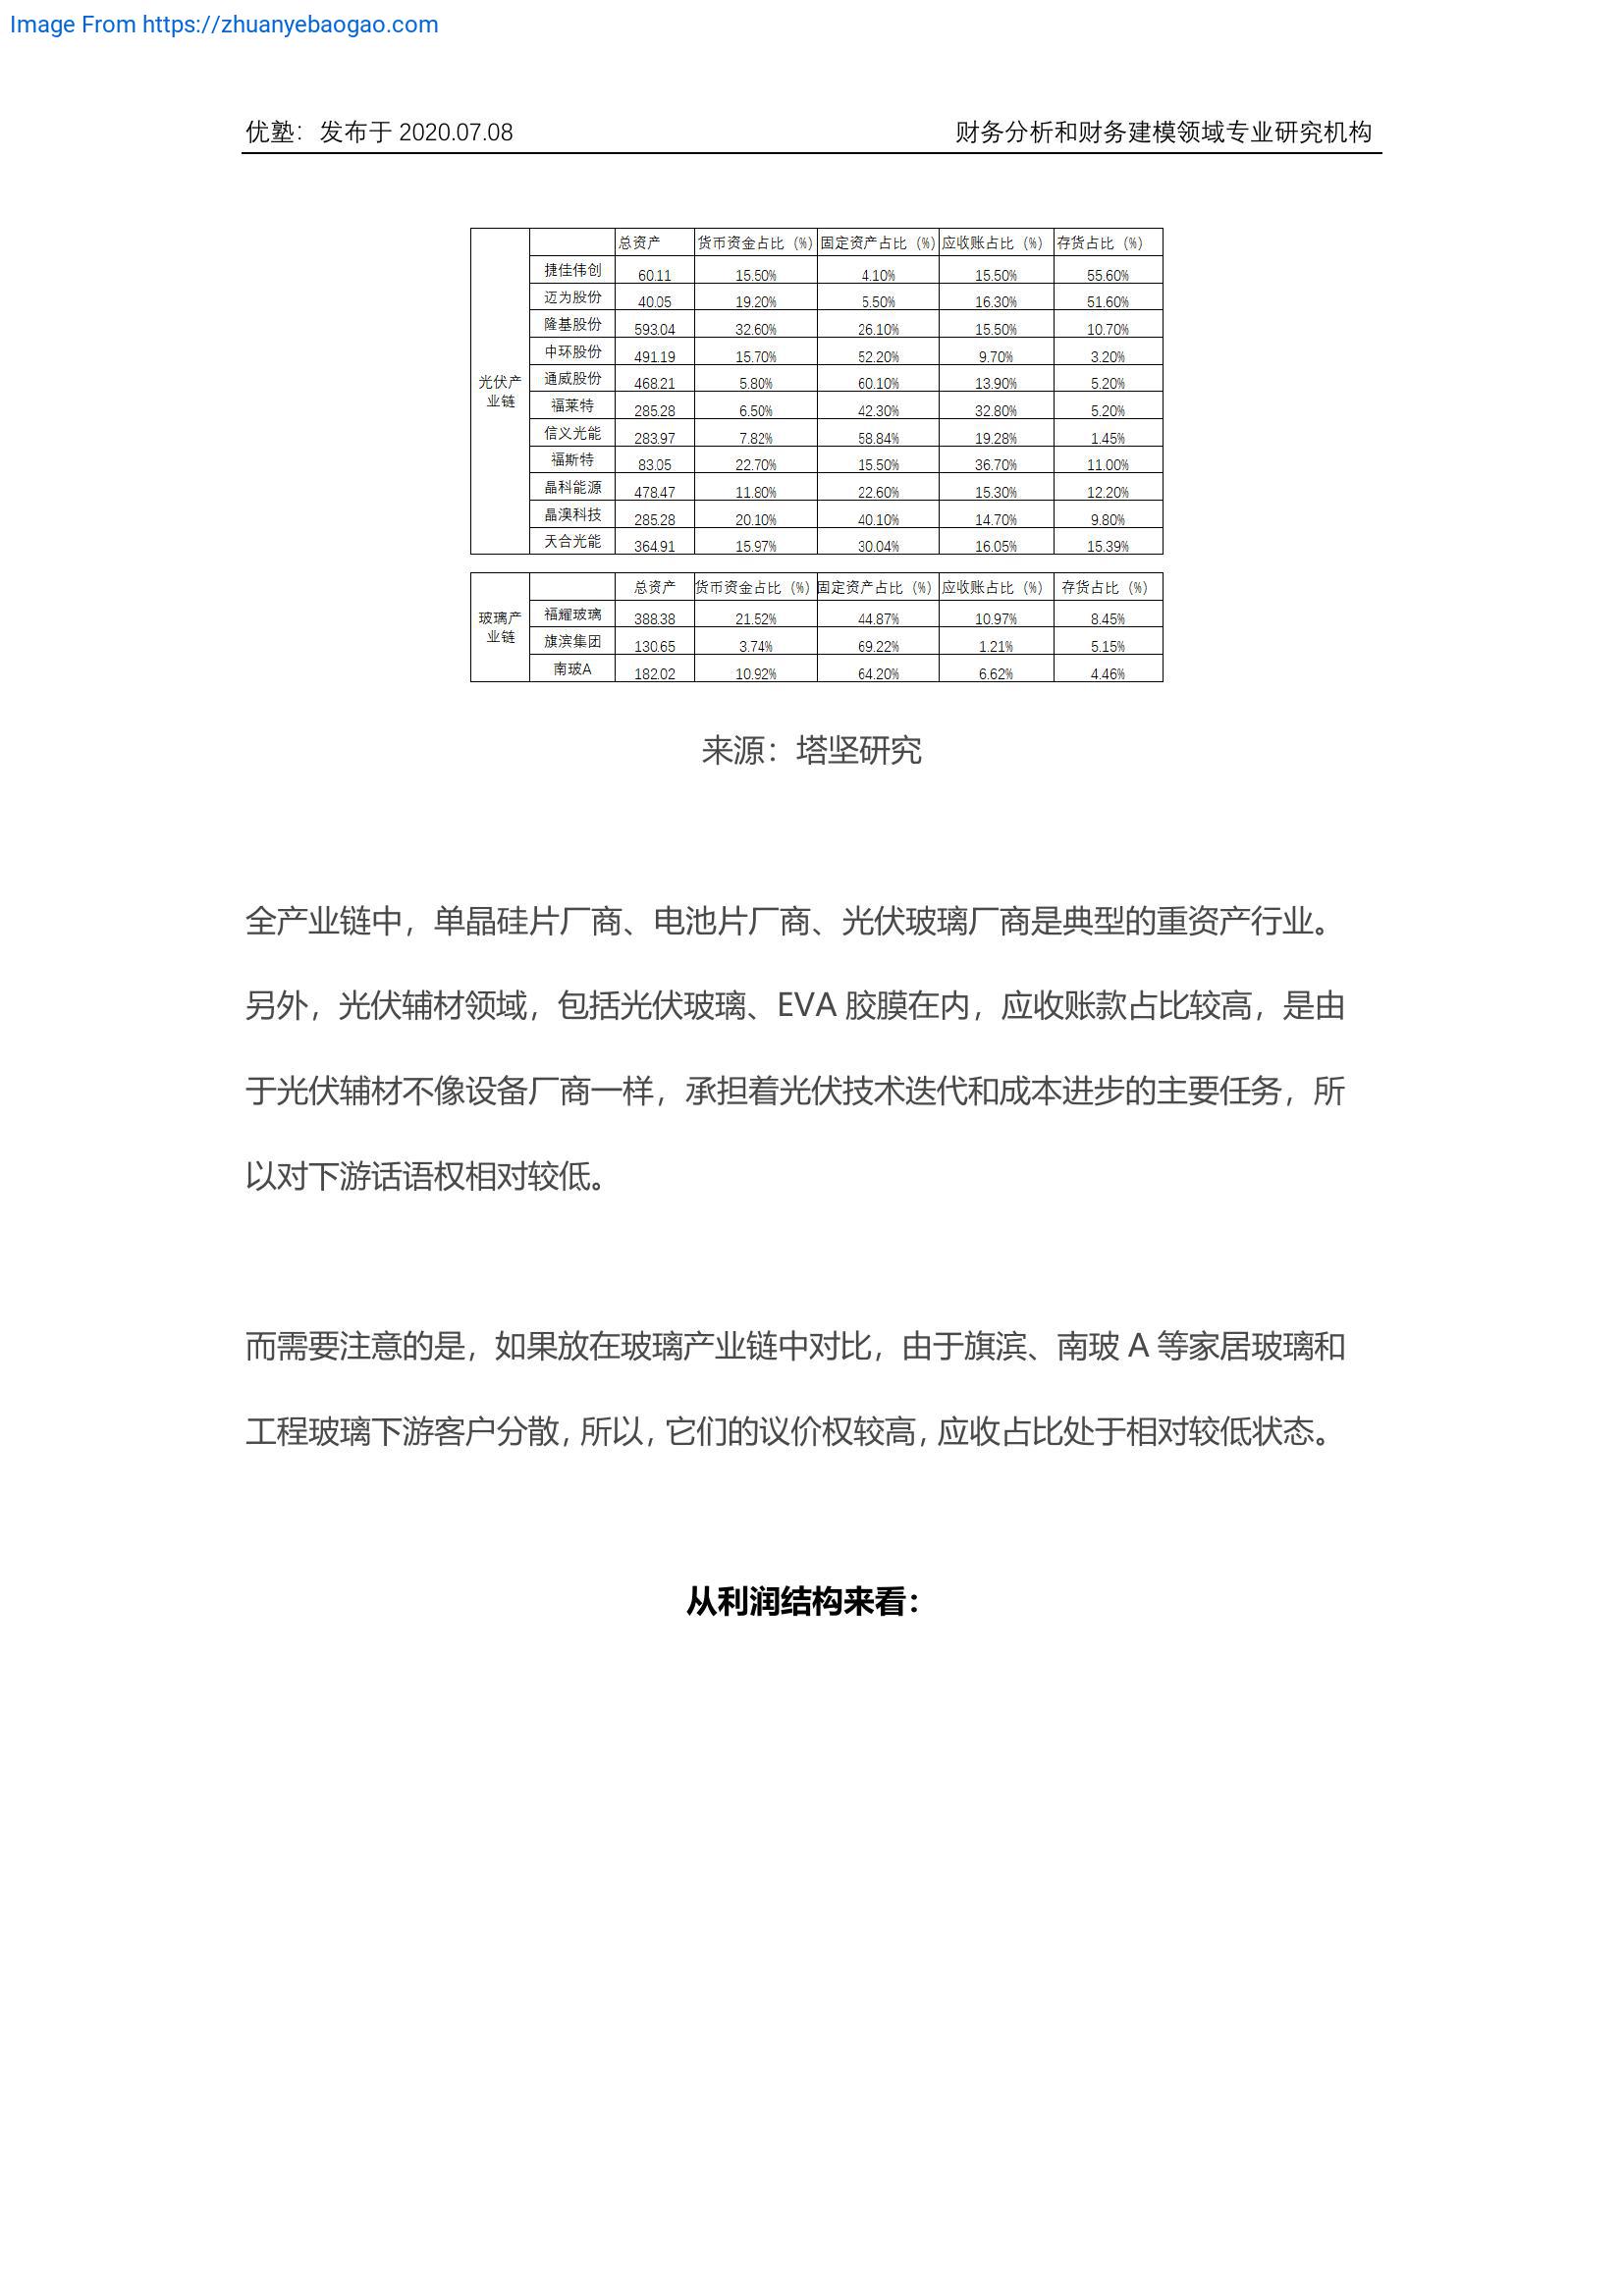 Image From https://zhuanyebaogao.com
优塾：发布于 2020.07.08 财务分析和财务建模领域专业研究机构
总资产 货币资金占比（%） 固定资产占比（%） 应收账占比（%） 存货占比（%）
捷佳伟创 60.11 15.50% 4.10% 15.50% 55.60%
迈为股份 40.05 19.20% 5.50% 16.30% 51.60%
隆基股份 593.04 32.60% 26.10% 15.50% 10.70%
中环股份 491.19 15.70% 52.20% 9.70% 3.20%
光伏产
业链
通威股份 468.21 5.80% 60.10% 13.90% 5.20%
福莱特 285.28 6.50% 42.30% 32.80% 5.20%
信义光能 283.97 7.82% 58.84% 19.28% 1.45%
福斯特 83.05 22.70% 15.50% 36.70% 11.00%
晶科能源 478.47 11.80% 22.60% 15.30% 12.20%
晶澳科技 285.28 20.10% 40.10% 14.70% 9.80%
天合光能 364.91 15.97% 30.04% 16.05% 15.39%
总资产 货币资金占比（%） 固定资产占比（%） 应收账占比（%） 存货占比（%）
玻璃产
业链
福耀玻璃 388.38 21.52% 44.87% 10.97% 8.45%
旗滨集团 130.65 3.74% 69.22% 1.21% 5.15%
南玻A 182.02 10.92% 64.20% 6.62% 4.46%
来源：塔坚研究
全产业链中，单晶硅片厂商、电池片厂商、光伏玻璃厂商是典型的重资产行业。
另外，光伏辅材领域，包括光伏玻璃、EVA 胶膜在内，应收账款占比较高，是由
于光伏辅材不像设备厂商一样，承担着光伏技术迭代和成本进步的主要任务，所
以对下游话语权相对较低。
而需要注意的是，如果放在玻璃产业链中对比，由于旗滨、南玻 A 等家居玻璃和
工程玻璃下游客户分散，所以，它们的议价权较高，应收占比处于相对较低状态。
从利润结构来看：